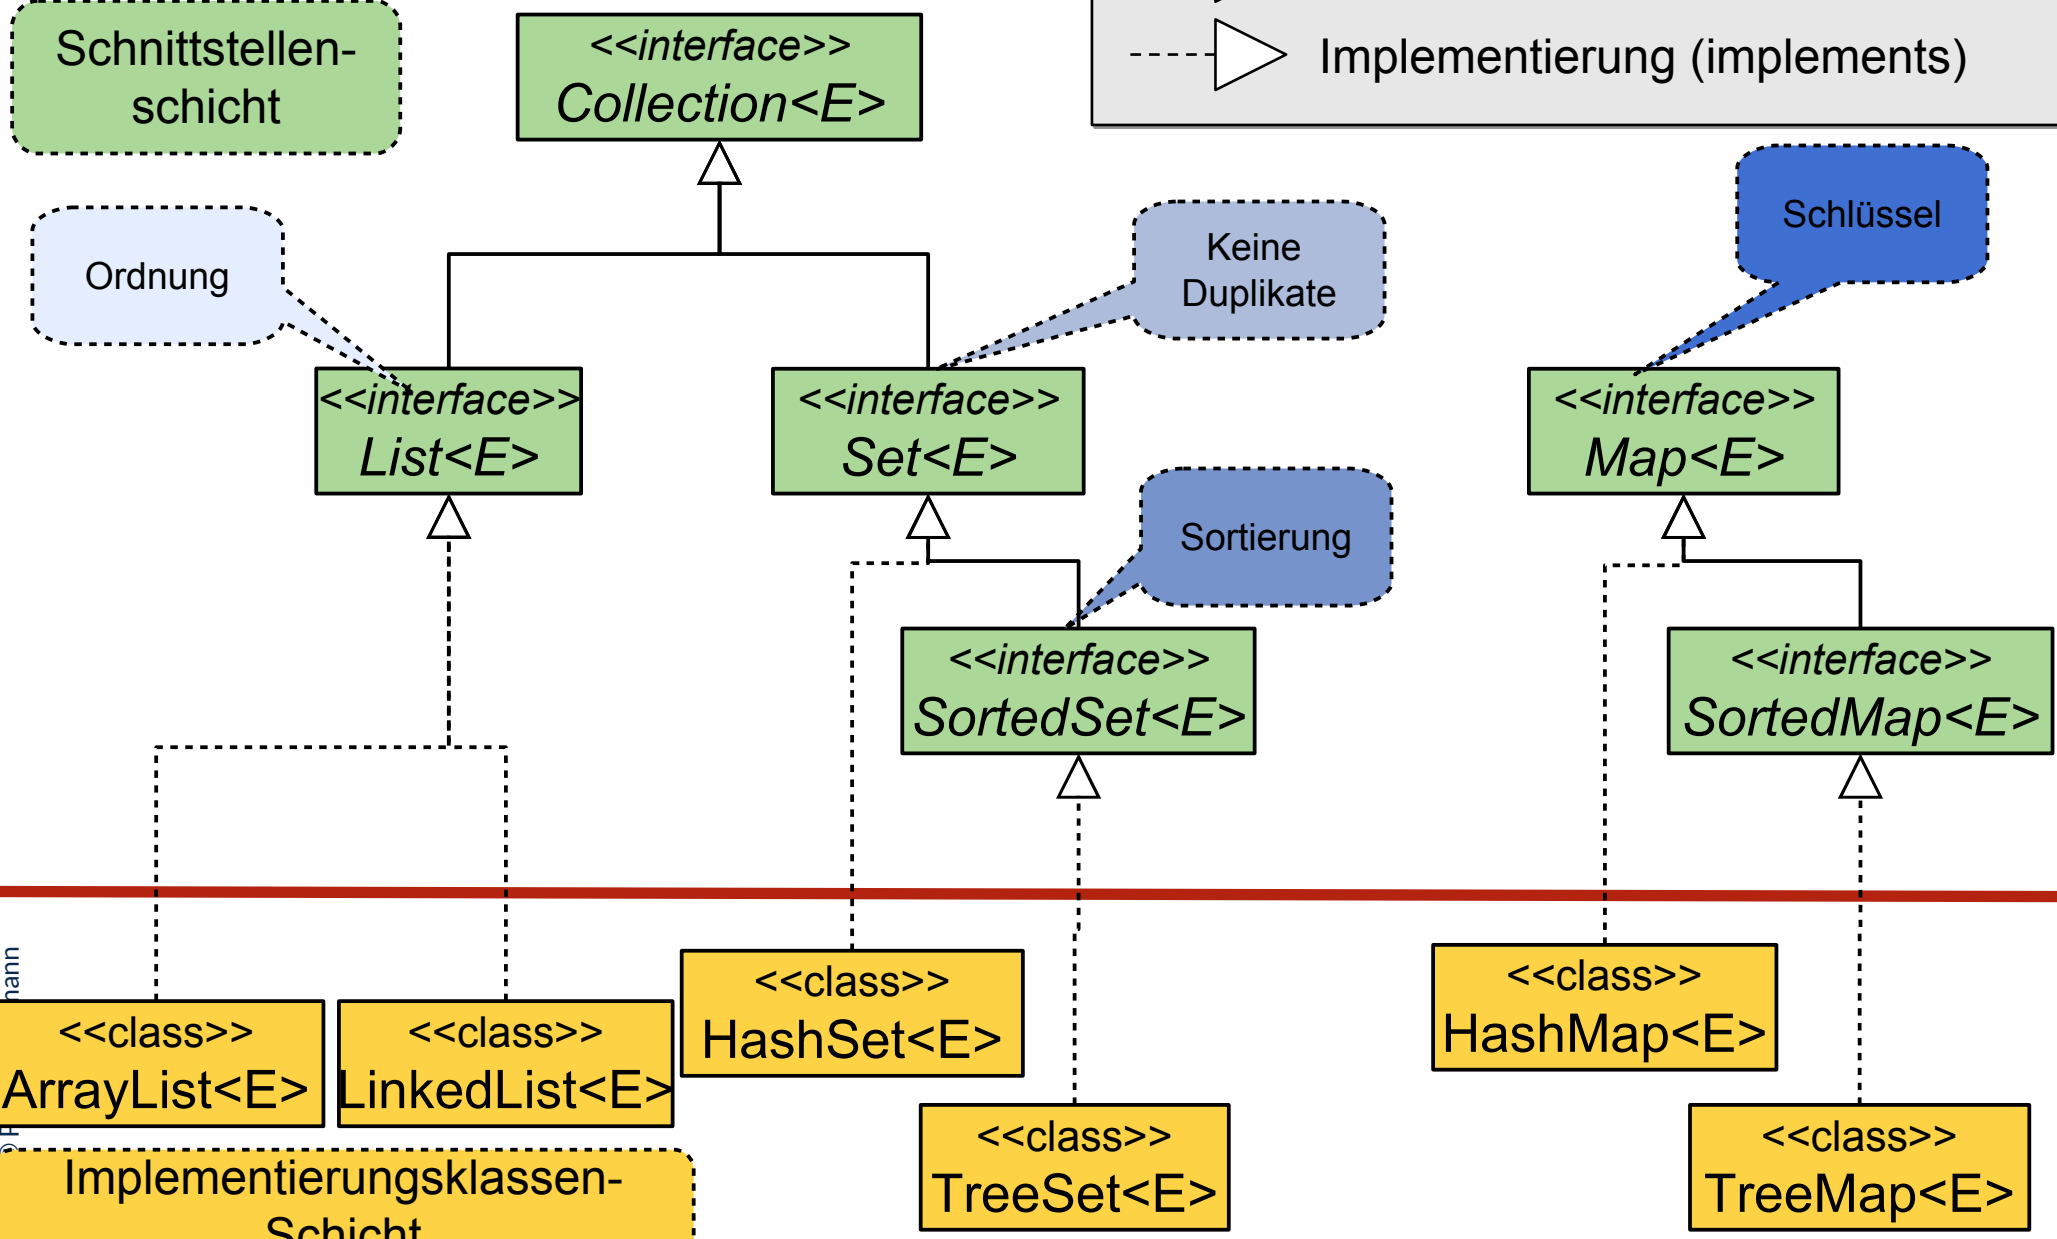 Schnittstellen-
schicht
<<interface>>
Collection<E>
Implementierung (implements)
Ordnung
Keine
Duplikate
Schlüssel
<<interface>>
List<E>
<<interface>>
Set<E>
<<interface>>
Map<E>
Sortierung
<<interface>>
SortedSet<E>
<<interface>>
SortedMap<E>
<<class>>
ArrayList<E>
<<class>>
LinkedList<E>
<<class>>
HashSet<E>
<<class>>
HashMap<E>
<<class>>
TreeSet<E>
<<class>>
TreeMap<E>
Implementierungsklassen-
Schicht